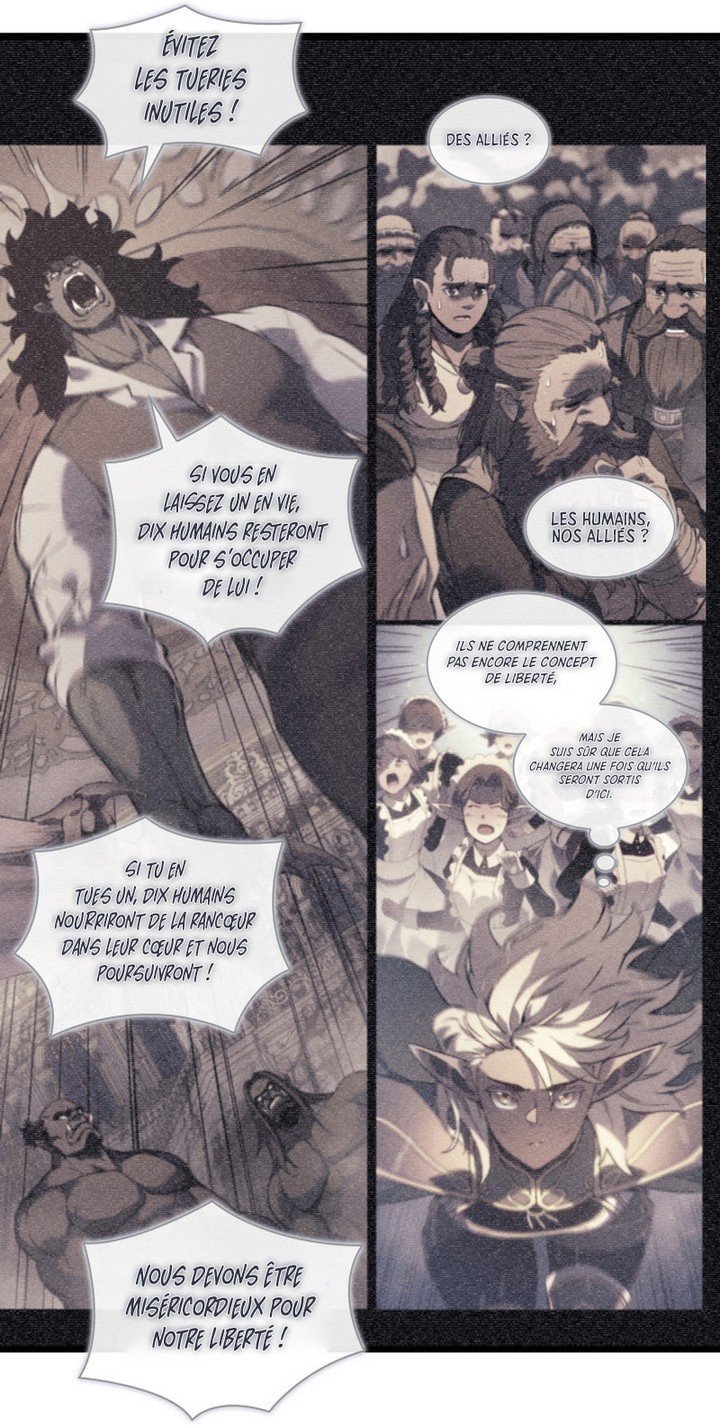 ÉVITEZ
LES TUERIES
INUTILES !
SI VOUS EN
LAISSEZ UN EN VIE,
DIX HUMAINS RESTERONT
POUR S'OCCUPER
DE LUI !
SI TU EN
TUES UN, DIX HUMAINS
NOURRIRONT DE LA RANCŒUR
DANS LEUR CŒUR ET NOUS
POURSUIVRONT !
NOUS DEVONS ÊTRE
MISÉRICORDIEUX POUR
NOTRE LIBERTÉ !
DES ALLIÉS ?
LES HUMAINS,
NOS ALLIÉS ?
ILS NE COMPRENNENT
PAS ENCORE LE CONCEPT
DE LIBERTÉ,
MAIS JE
SUIS SÛR QUE CELA
CHANGERA UNE FOIS QU'ILS
SERONT SORTIS
D'ICI.